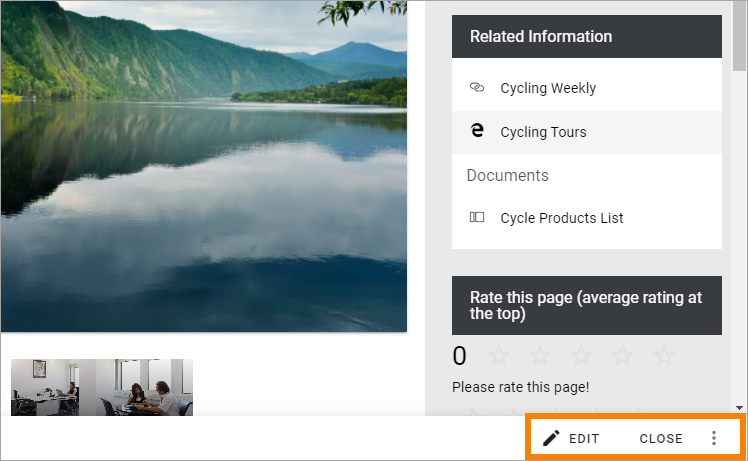 Related Information
Cycling Weekly
Cycling Tours
Documents
Cycle Products List
Rate this page (average rating at
the top)
0
Please rate this page!
EDIT CLOSE